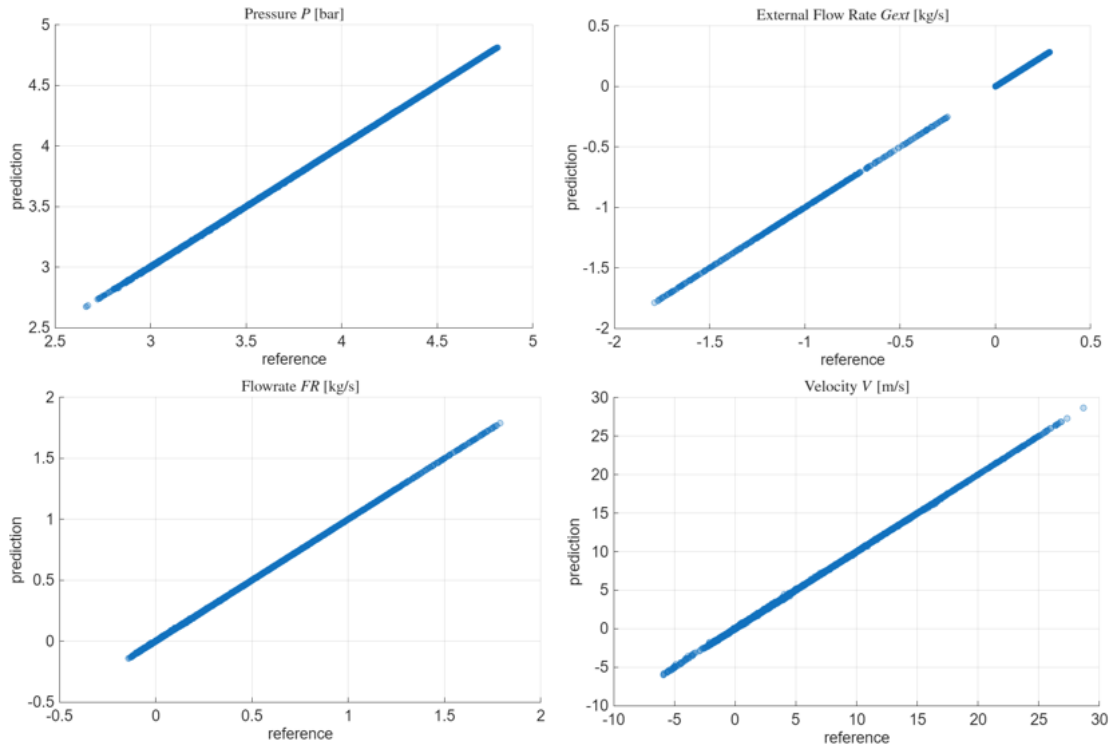 Pressure P [bar]
5
4.5
4
3.5
3
2.5
prediction
2.5 3 3.5 4 4.5 5
reference
External Flow Rate Gext [kg/s]
0.5
0
-0.5
-1
-1.5
-2
prediction
-2 -1.5 -1 -0.5 0 0.5
reference
Flowrate FR [kg/s]
2
1.5
1
0.5
0
-0.5
prediction
-0.5 0 0.5 1 1.5 2
reference
Velocity V [m/s]
30
25
20
15
10
5
0
-5
-10
prediction
-10 -5 0 5 10 15 20 25 30
reference